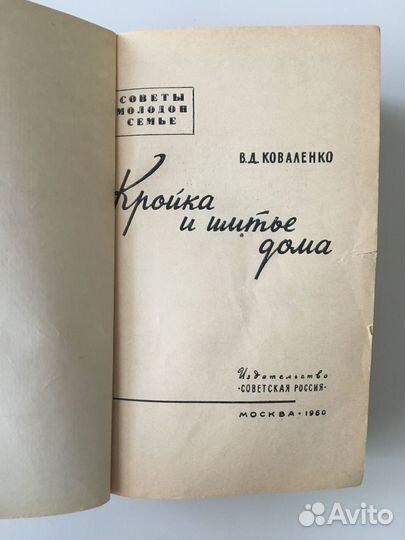 СОВЕТЫ
МОЛОДОЙ
СЕМЬЕ
В.Д. КОВАЛЕНКО
Кройка
и шитье
дома
Издательство
«СОВЕТСКАЯ РОССИЯ»
МОСКВА • 1960
Avito